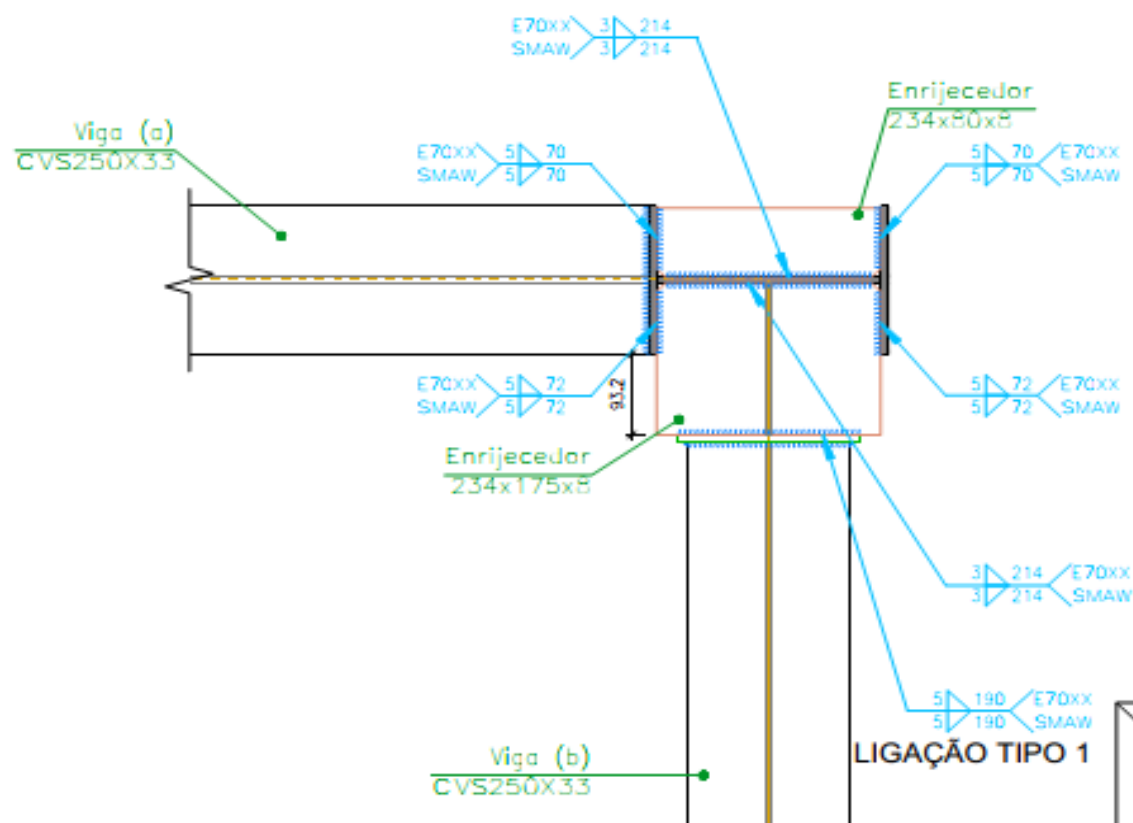 E70XX 3 214
SMAW 3 214
Enrijecedor
234x80x8
Viga (a)
CVS250X33
E70XX 5 70
SMAW 5 70
5 70 E70XX
5 70 SMAW
E70XX 5 72
SMAW 5 72
93.2
5 72 E70XX
5 72 SMAW
Enrijecedor
234x175x8
3 214 E70XX
3 214 SMAW
5 190 E70XX
5 190 SMAW
LIGAÇÃO TIPO 1
Viga (b)
CVS250X33